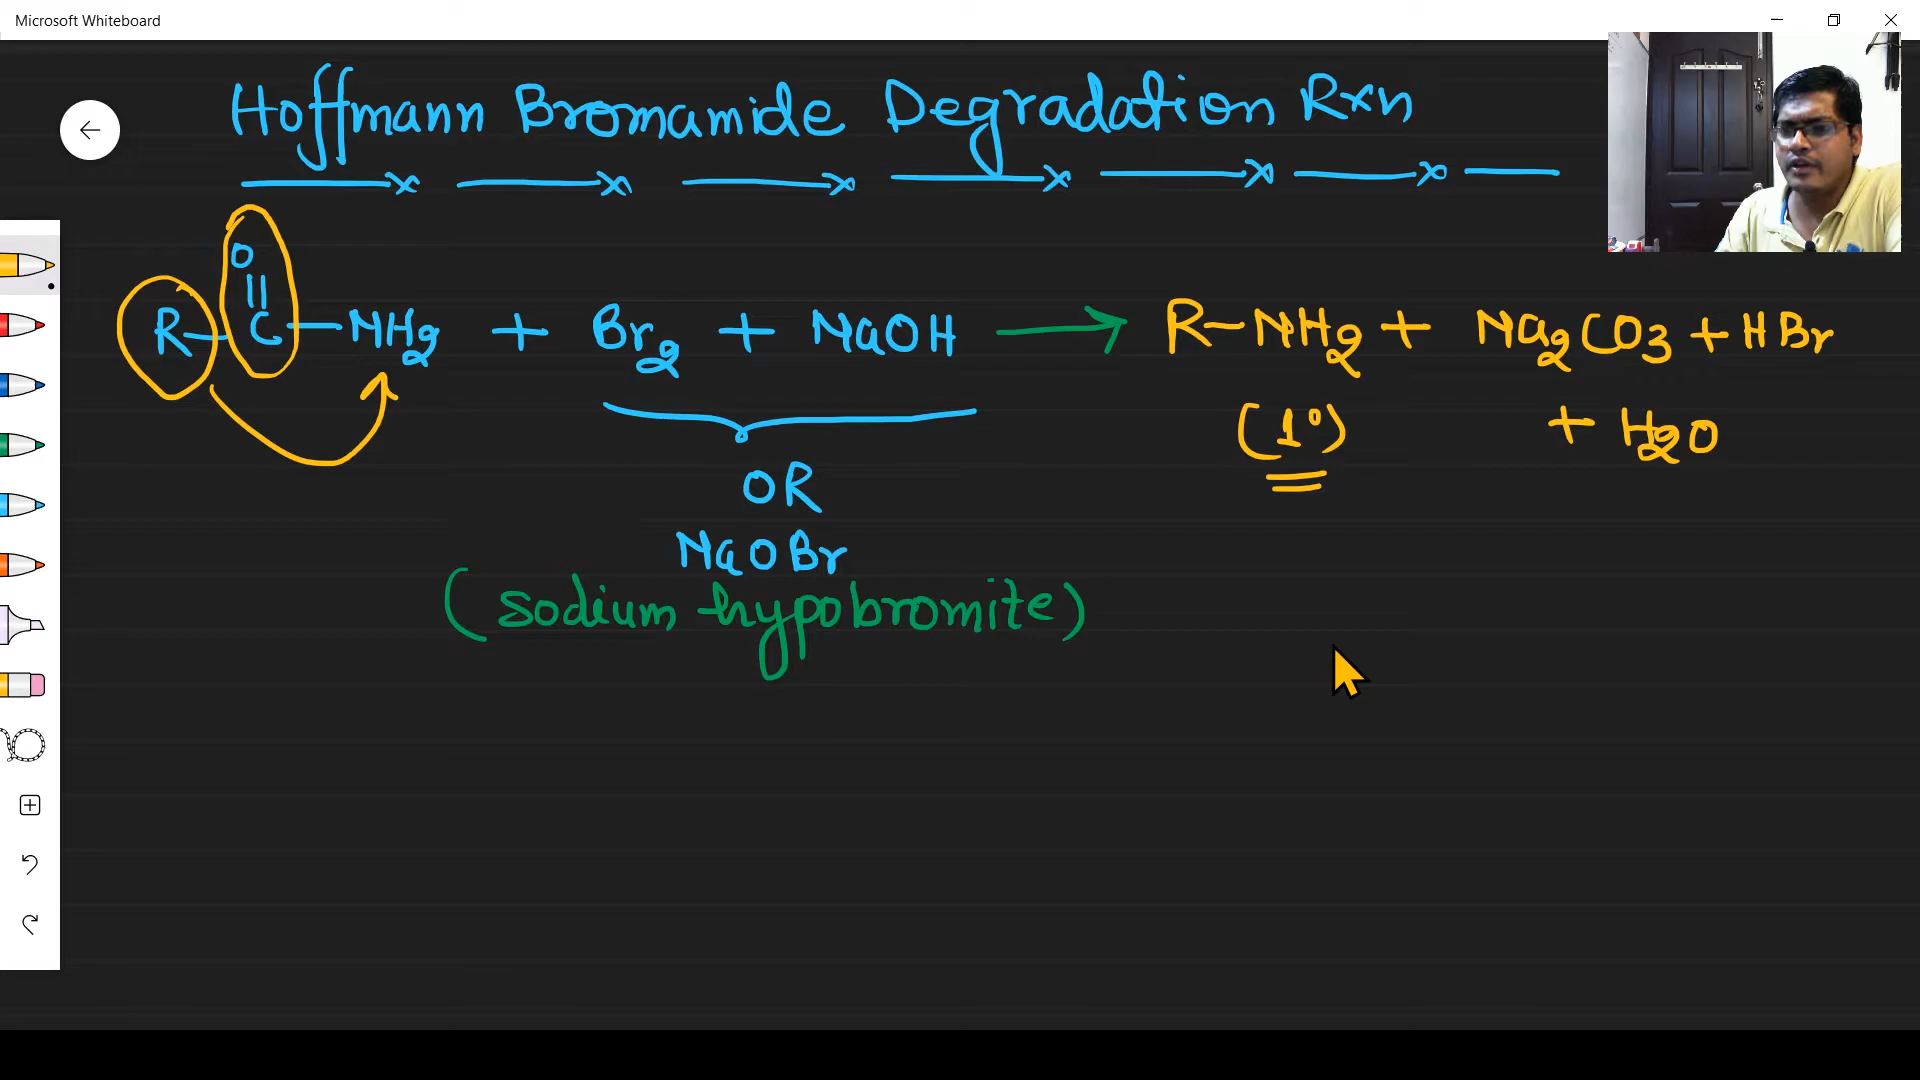 Microsoft Whiteboard
Hoffmann Bromamide Degradation Rxn
O
R-C-NH2 + Br2 + NaOH → R-NH2 + Na2CO3 + HBr
(1°) + H2O
OR
NaOBr
(sodium hypobromite)